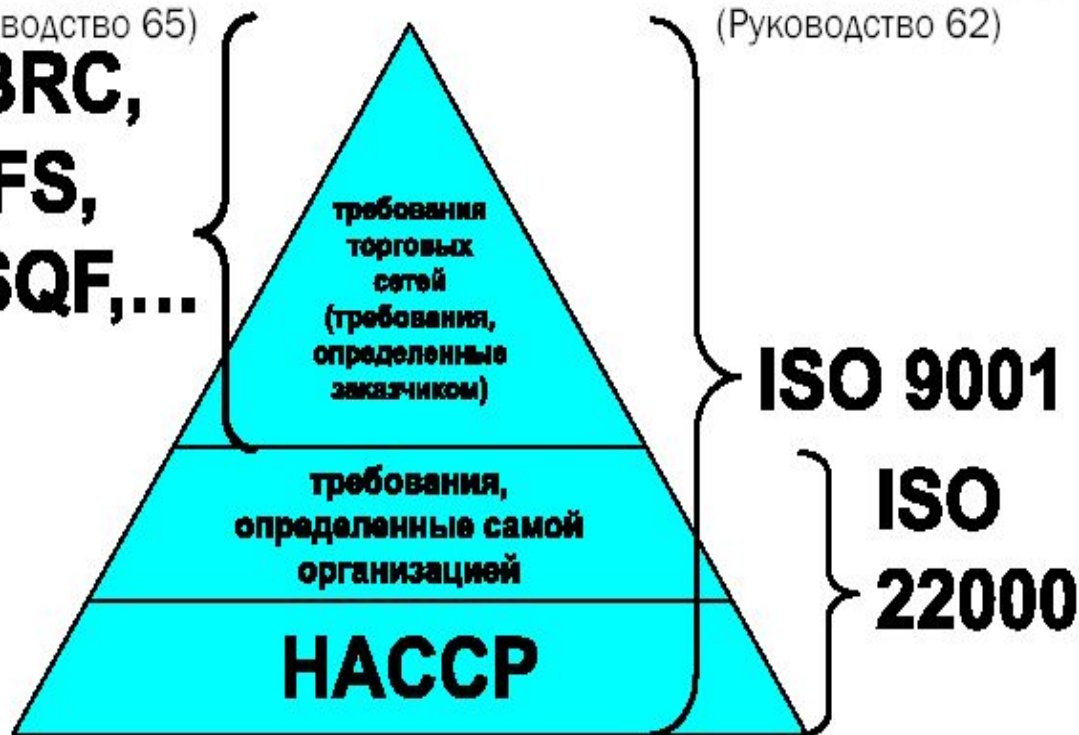 водство 65)
(Руководство 62)
BRC,
FS,
SQF,...
требования
торговых
сетей
(требования,
определенные
заказчиком)
ISO 9001
требования,
определенные самой
организацией
ISO
22000
HACCP